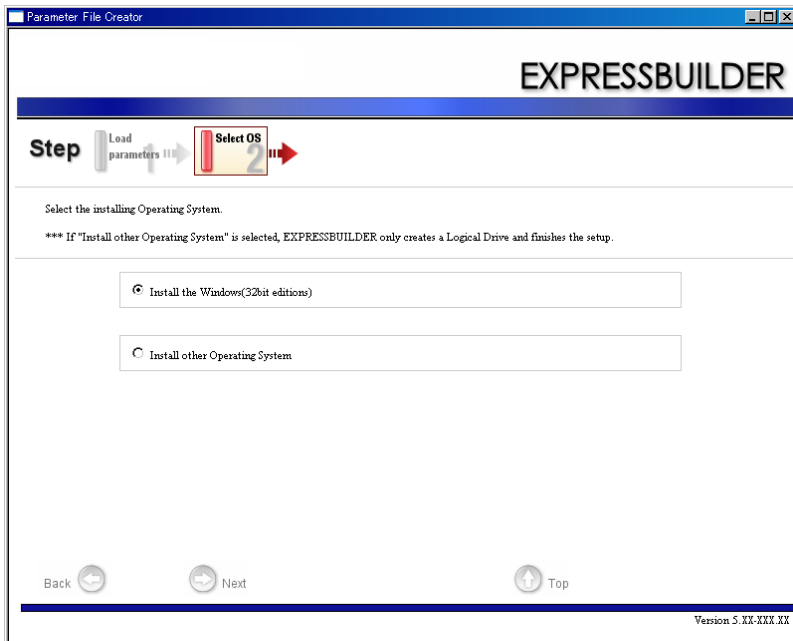 Parameter File Creator
EXPRESSBUILDER
Step
Load
parameters 1
Select OS
2
Select the installing Operating System.
*** If "Install other Operating System" is selected, EXPRESSBUILDER only creates a Logical Drive and finishes the setup.
Install the Windows(32bit editions)
Install other Operating System
Back Next Top
Version 5.XX-XXX.XX